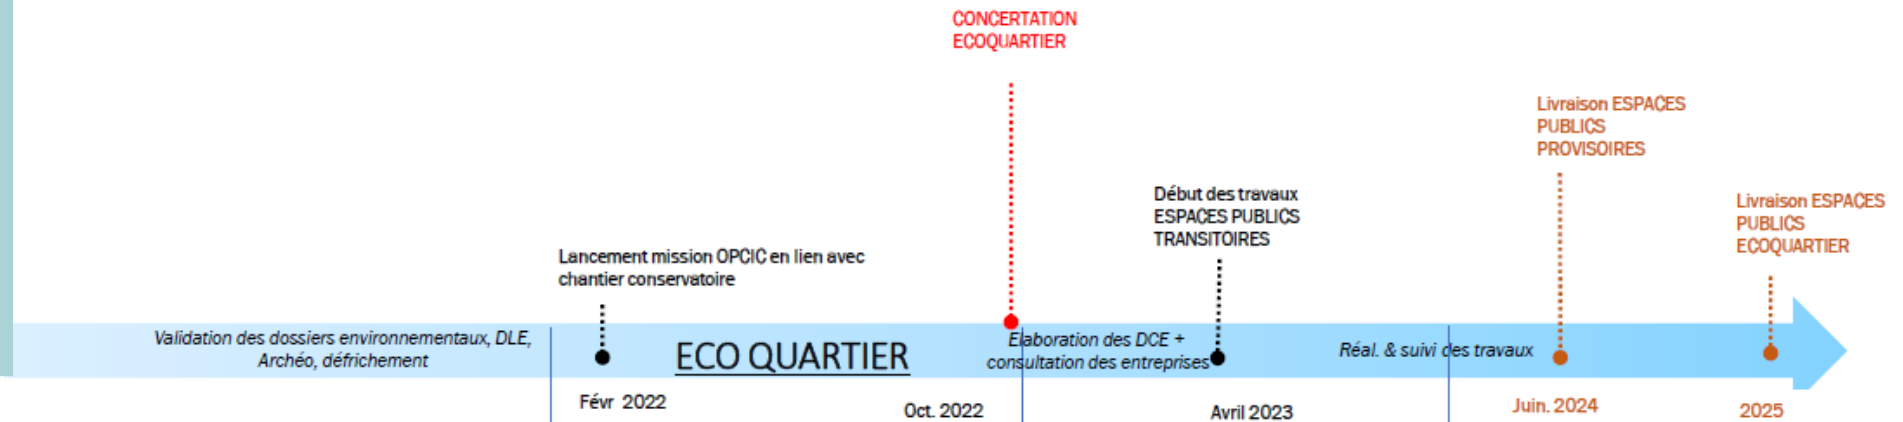 CONCERTATION
ECOQUARTIER
Livraison ESPACES
PUBLICS
PROVISOIRES
Début des travaux
ESPACES PUBLICS
TRANSITOIRES
Livraison ESPACES
PUBLICS
ECOQUARTIER
Lancement mission OPCIC en lien avec
chantier conservatoire
Validation des dossiers environnementaux, DLE,
Archéo, défrichement
ECO QUARTIER
Elaboration des DCE +
consultation des entreprises
Réal. & suivi des travaux
Févr 2022
Oct. 2022
Avril 2023
Juin. 2024
2025